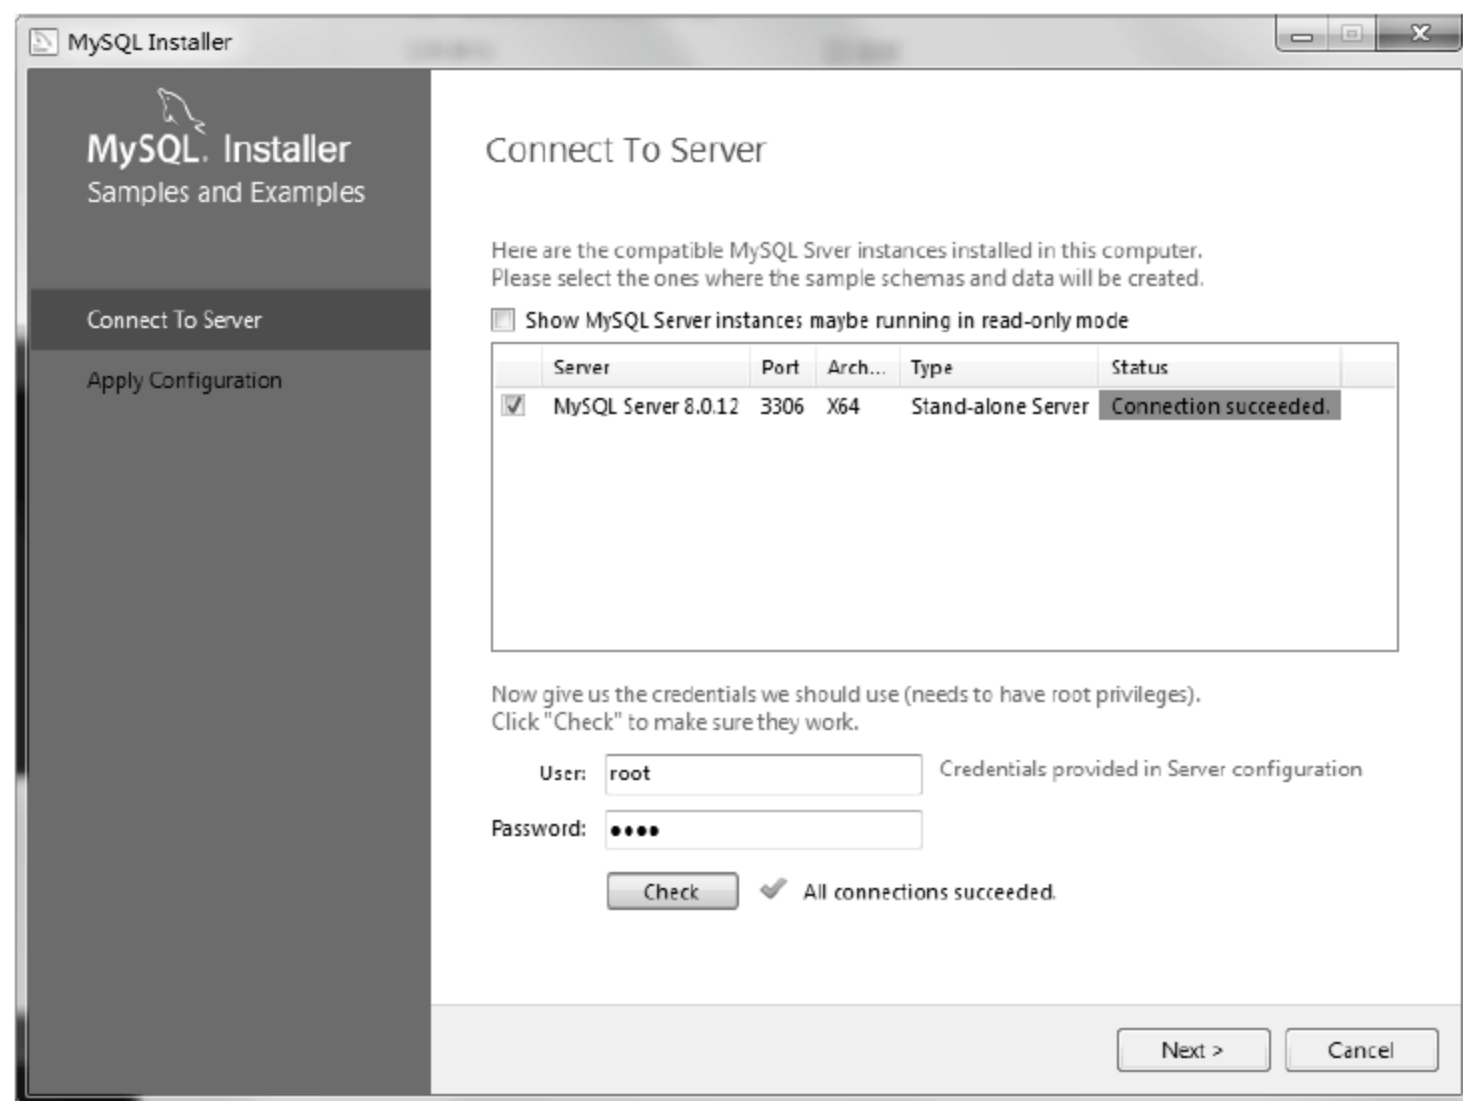 MySQL Installer
MySQL. Installer
Samples and Examples
Connect To Server
Apply Configuration
Connect To Server
Here are the compatible MySQL Srver instances installed in this computer.
Please select the ones where the sample schemas and data will be created.
Show MySQL Server instances maybe running in read-only mode
Server Port Arch... Type Status
MySQL Server 8.0.12 3306 X64 Stand-alone Server Connection succeeded.
Now give us the credentials we should use (needs to have root privileges).
Click "Check" to make sure they work.
User: root Credentials provided in Server configuration
Password: ●●●●
Check All connections succeeded.
Next > Cancel